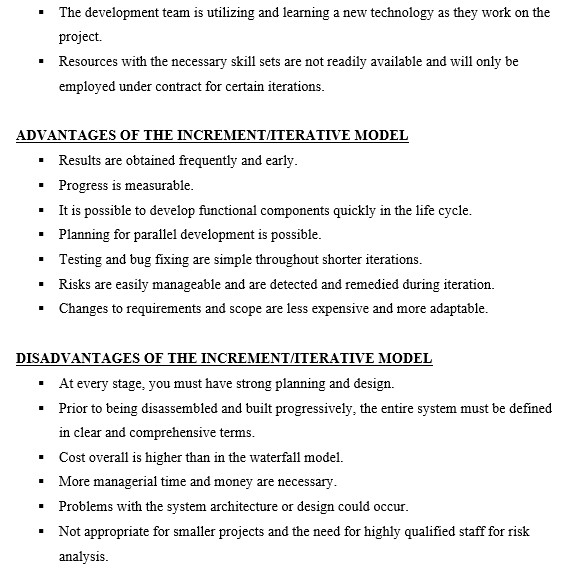 ▪ The development team is utilizing and learning a new technology as they work on the
project.
▪ Resources with the necessary skill sets are not readily available and will only be
employed under contract for certain iterations.
ADVANTAGES OF THE INCREMENT/ITERATIVE MODEL
▪ Results are obtained frequently and early.
▪ Progress is measurable.
▪ It is possible to develop functional components quickly in the life cycle.
▪ Planning for parallel development is possible.
▪ Testing and bug fixing are simple throughout shorter iterations.
▪ Risks are easily manageable and are detected and remedied during iteration.
▪ Changes to requirements and scope are less expensive and more adaptable.
DISADVANTAGES OF THE INCREMENT/ITERATIVE MODEL
▪ At every stage, you must have strong planning and design.
▪ Prior to being disassembled and built progressively, the entire system must be defined
in clear and comprehensive terms.
▪ Cost overall is higher than in the waterfall model.
▪ More managerial time and money are necessary.
▪ Problems with the system architecture or design could occur.
▪ Not appropriate for smaller projects and the need for highly qualified staff for risk
analysis.